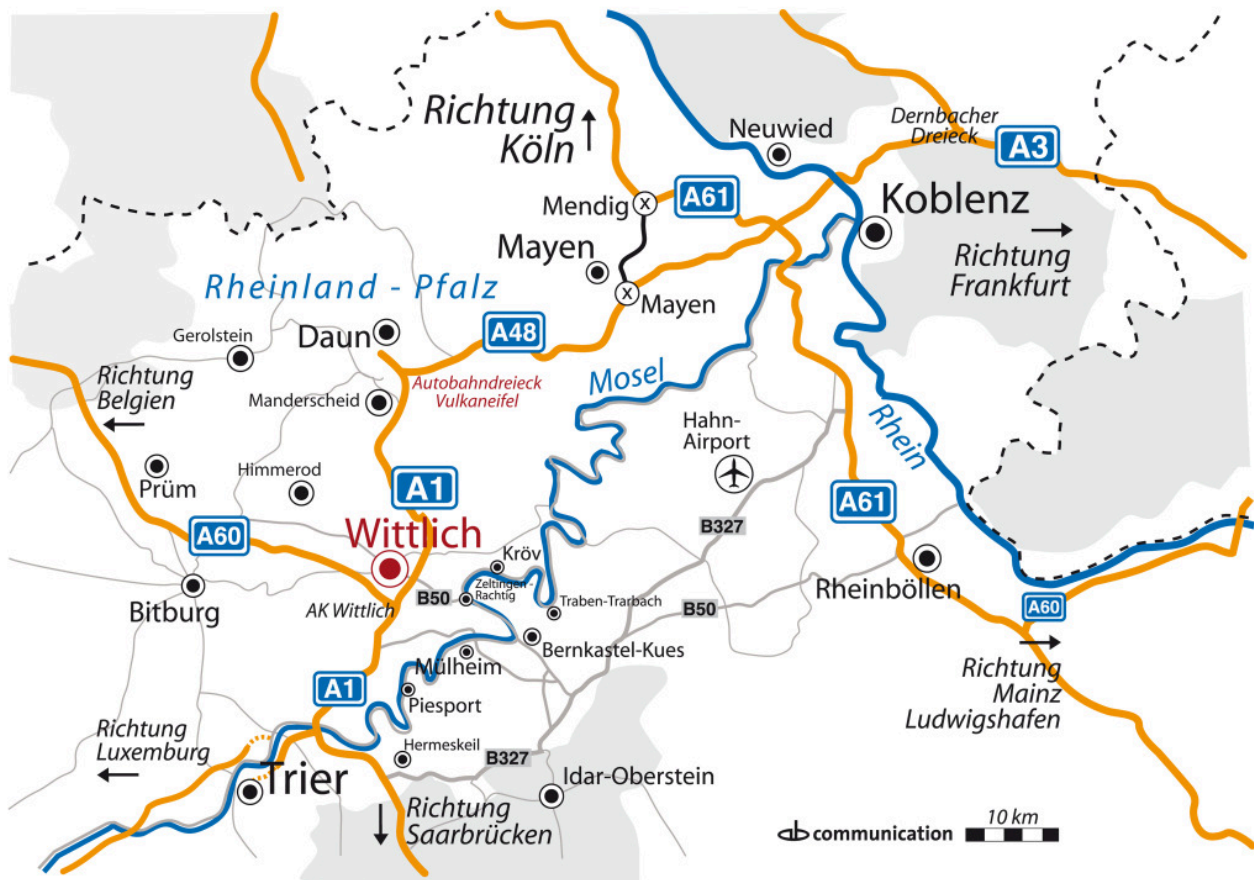 Richtung
Köln
Neuwied
Dernbacher
Dreieck
A3
Mendig
x
A61
Koblenz
Mayen
Richtung
Frankfurt
x
Mayen
Rheinland - Pfalz
Gerolstein
Daun
A48
Mosel
Richtung
Belgien
Manderscheid
Autobahndreieck
Vulkaneifel
Hahn-
Airport
Rhein
Prüm
Himmerod
A1
A61
A60
Wittlich
B327
Kröv
Bitburg
AK Wittlich
B50
Zeltingen -
Rachtig
Traben-Trarbach
B50
Rheinböllen
A60
Bernkastel-Kues
Mülheim
A1
Piesport
Richtung
Mainz
Ludwigshafen
Richtung
Luxemburg
Hermeskeil
B327
Trier
Idar-Oberstein
Richtung
Saarbrücken
communication
10 km